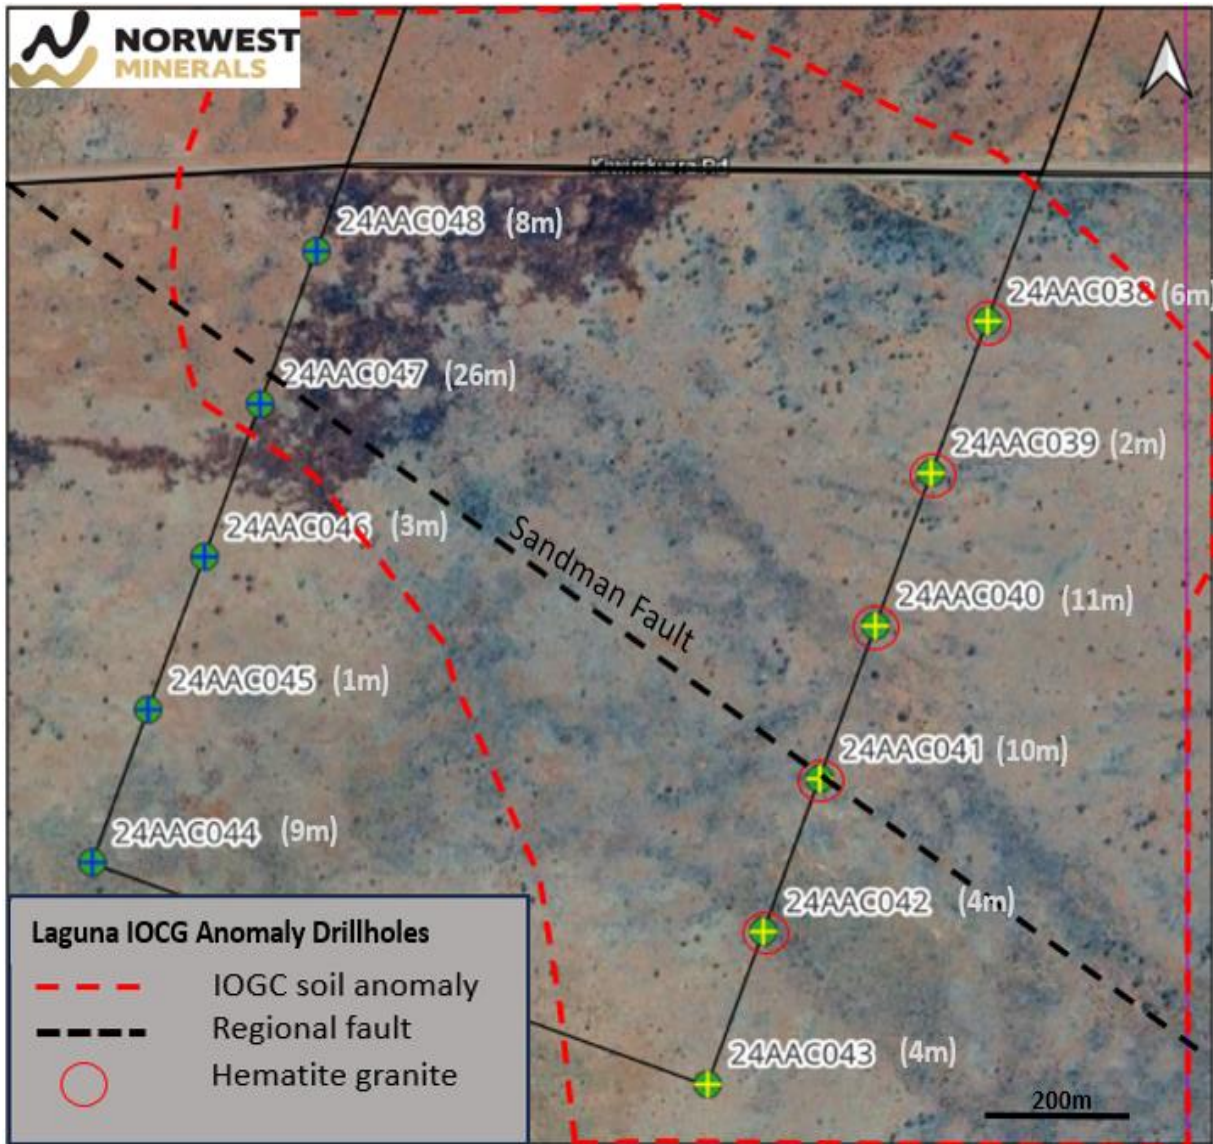 NORWEST
MINERALS
24AAC048 (8m)
24AAC038 (6m)
24AAC047 (26m)
24AAC039 (2m)
24AAC046 (3m)
Sandman Fault
24AAC040 (11m)
24AAC045 (1m)
24AAC041 (10m)
24AAC044 (9m)
24AAC042 (4m)
24AAC043 (4m)
Laguna IOCG Anomaly Drillholes
IOGC soil anomaly
Regional fault
Hematite granite
200m